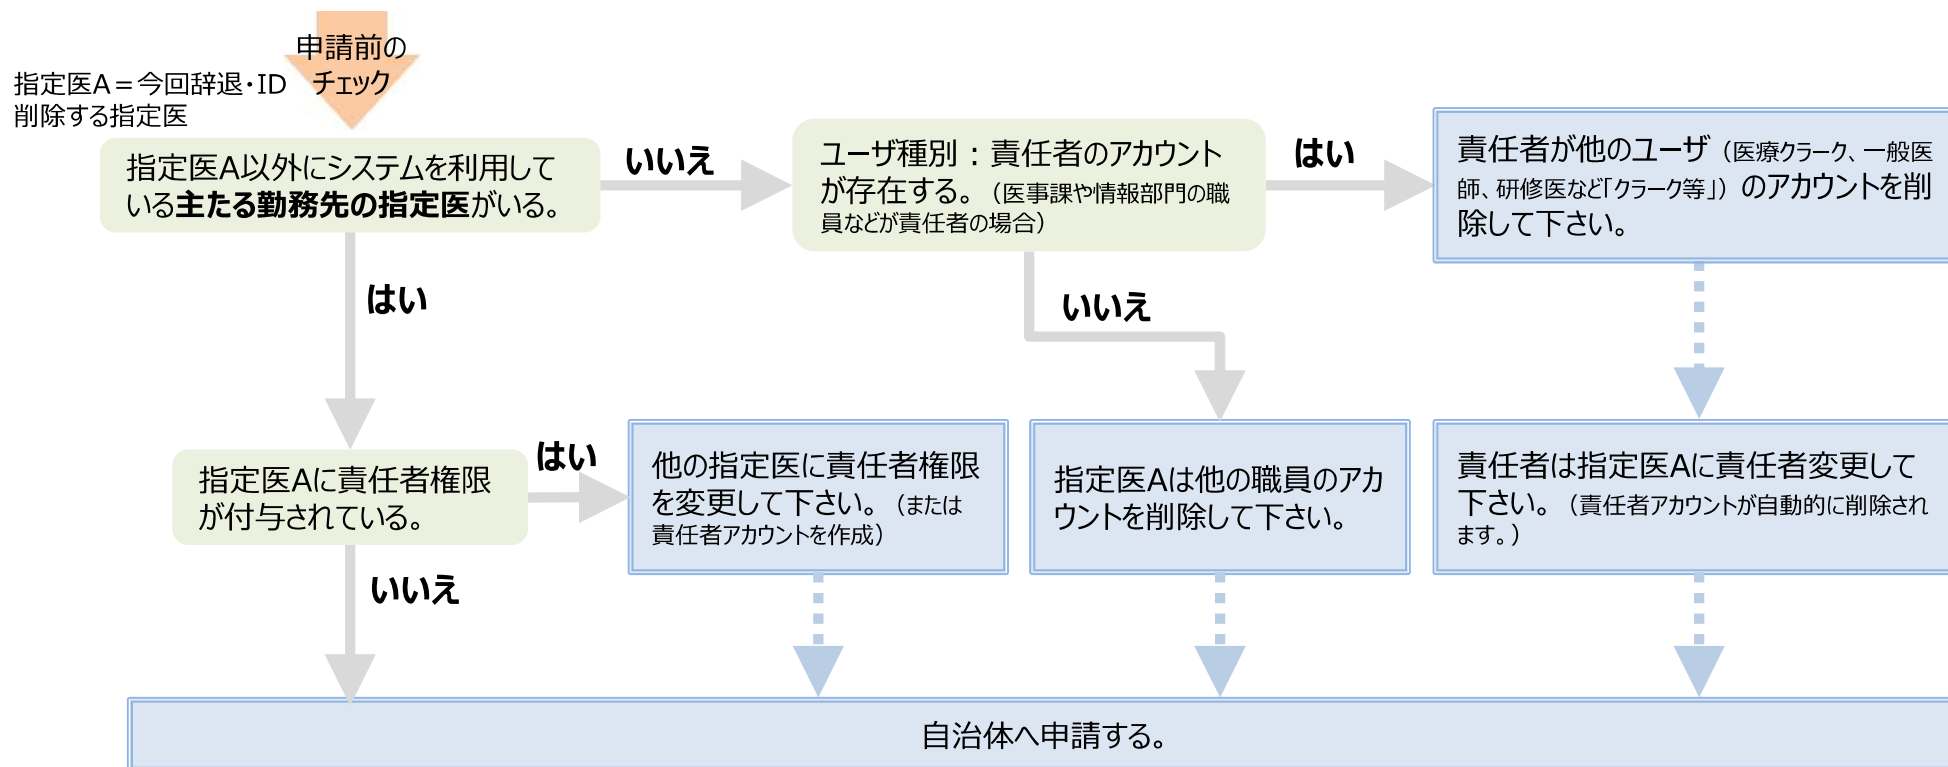 申請前の
チェック
指定医A＝今回辞退・ID
削除する指定医
指定医A以外にシステムを利用して
いる主たる勤務先の指定医がいる。
いいえ
ユーザ種別：責任者のアカウント
が存在する。（医事課や情報部門の職
員などが責任者の場合）
はい
責任者が他のユーザ（医療クラーク、一般医
師、研修医など「クラーク等」）のアカウントを削
除して下さい。
はい
いいえ
指定医Aに責任者権限
が付与されている。
はい
他の指定医に責任者権限
を変更して下さい。（または
責任者アカウントを作成）
指定医Aは他の職員のアカ
ウントを削除して下さい。
責任者は指定医Aに責任者変更して
下さい。（責任者アカウントが自動的に削除され
ます。）
いいえ
自治体へ申請する。